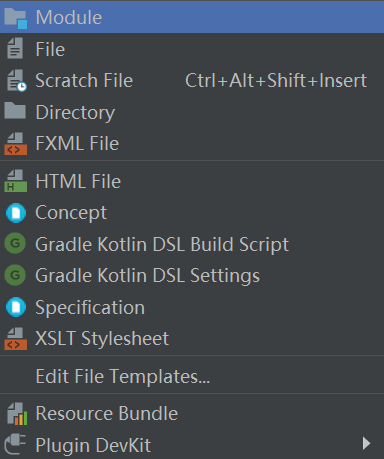 Module
File
Scratch File Ctrl+Alt+Shift+Insert
Directory
FXML File
HTML File
Concept
Gradle Kotlin DSL Build Script
Gradle Kotlin DSL Settings
Specification
XSLT Stylesheet
Edit File Templates...
Resource Bundle
Plugin DevKit